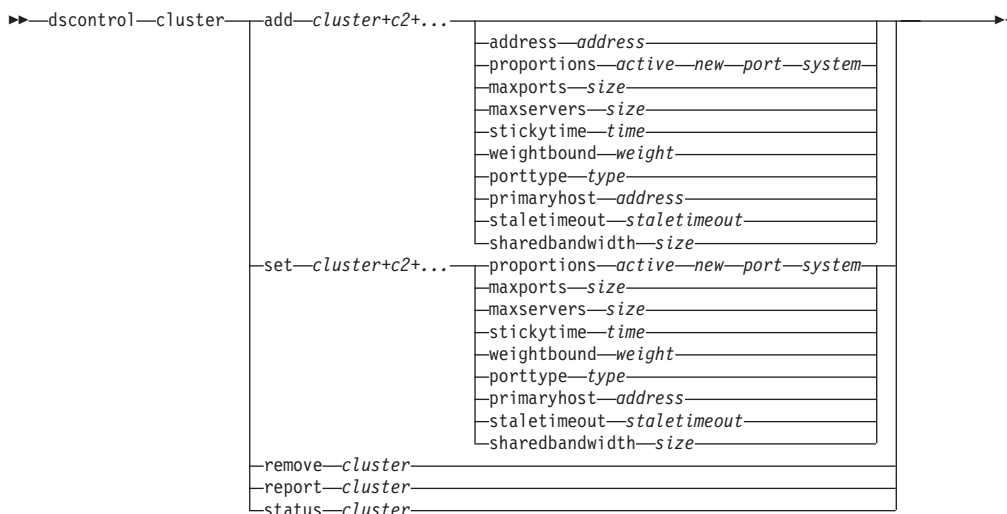 dscontrol cluster add cluster+c2+...
address address
proportions active new port system
maxports size
maxservers size
stickytime time
weightbound weight
porttype type
primaryhost address
staletimeout staletimeout
sharedbandwidth size
set cluster+c2+... proportions active new port system
maxports size
maxservers size
stickytime time
weightbound weight
porttype type
primaryhost address
staletimeout staletimeout
sharedbandwidth size
remove cluster
report cluster
status cluster